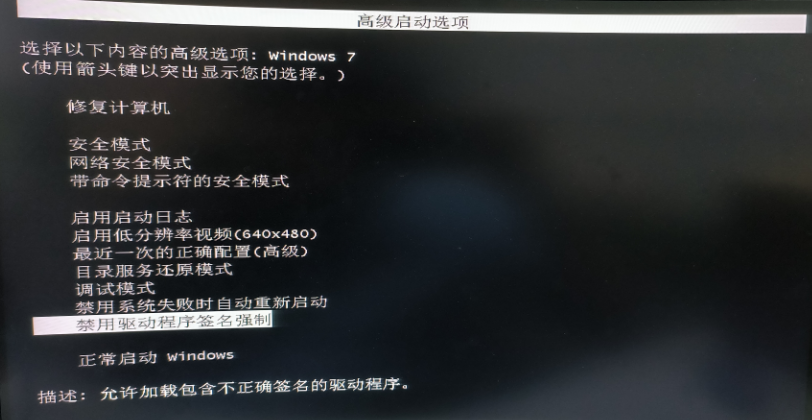 高级启动选项
选择以下内容的高级选项: Windows 7
(使用箭头键以突出显示您的选择。)
修复计算机
安全模式
网络安全模式
带命令提示符的安全模式
启用启动日志
启用低分辨率视频(640x480)
最近一次的正确配置(高级)
目录服务还原模式
调试模式
禁用系统失败时自动重新启动
禁用驱动程序签名强制
正常启动 Windows
描述: 允许加载包含不正确签名的驱动程序。